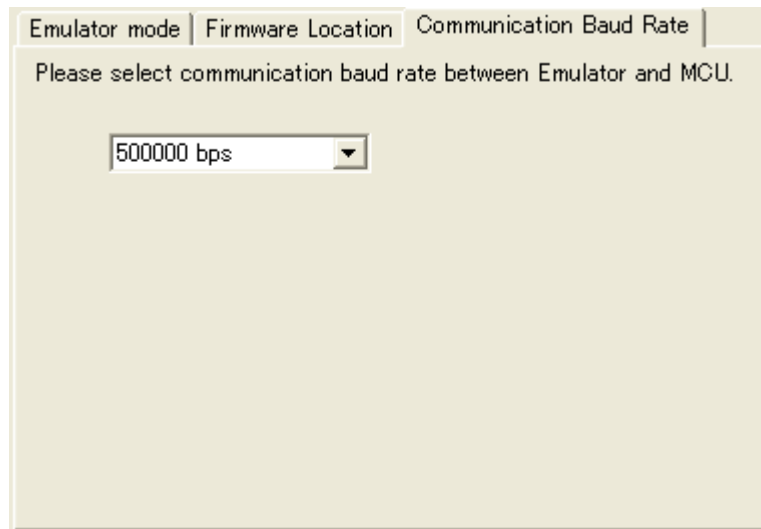 Emulator mode Firmware Location Communication Baud Rate
Please select communication baud rate between Emulator and MCU.
500000 bps